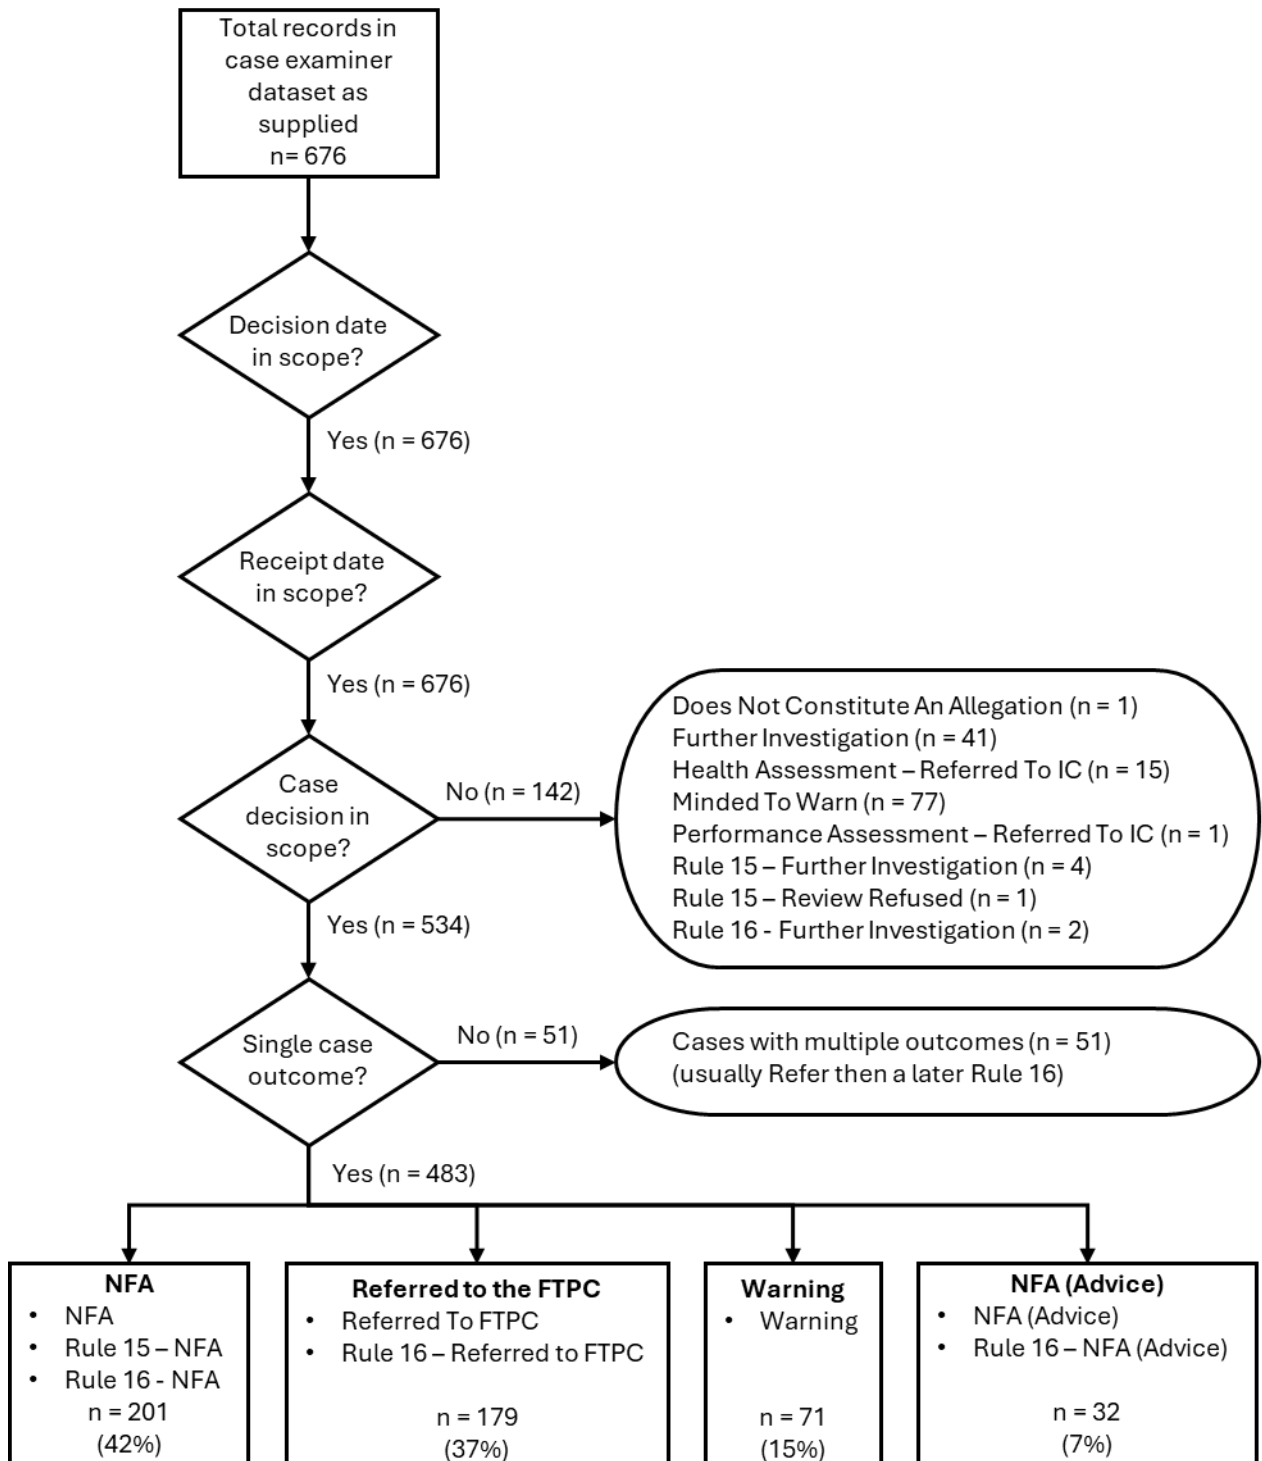 Total records in
case examiner
dataset as
supplied
n= 676
Decision date
in scope?
Yes (n = 676)
Receipt date
in scope?
Yes (n = 676)
Case
decision in
scope?
No (n = 142)
Does Not Constitute An Allegation (n = 1)
Further Investigation (n = 41)
Health Assessment – Referred To IC (n = 15)
Minded To Warn (n = 77)
Performance Assessment – Referred To IC (n = 1)
Rule 15 – Further Investigation (n = 4)
Rule 15 – Review Refused (n = 1)
Rule 16 - Further Investigation (n = 2)
Yes (n = 534)
Single case
outcome?
No (n = 51)
Cases with multiple outcomes (n = 51)
(usually Refer then a later Rule 16)
Yes (n = 483)
NFA
• NFA
• Rule 15 – NFA
• Rule 16 - NFA
n = 201
(42%)
Referred to the FTPC
• Referred To FTPC
• Rule 16 – Referred to FTPC
n = 179
(37%)
Warning
• Warning
n = 71
(15%)
NFA (Advice)
• NFA (Advice)
• Rule 16 – NFA (Advice)
n = 32
(7%)